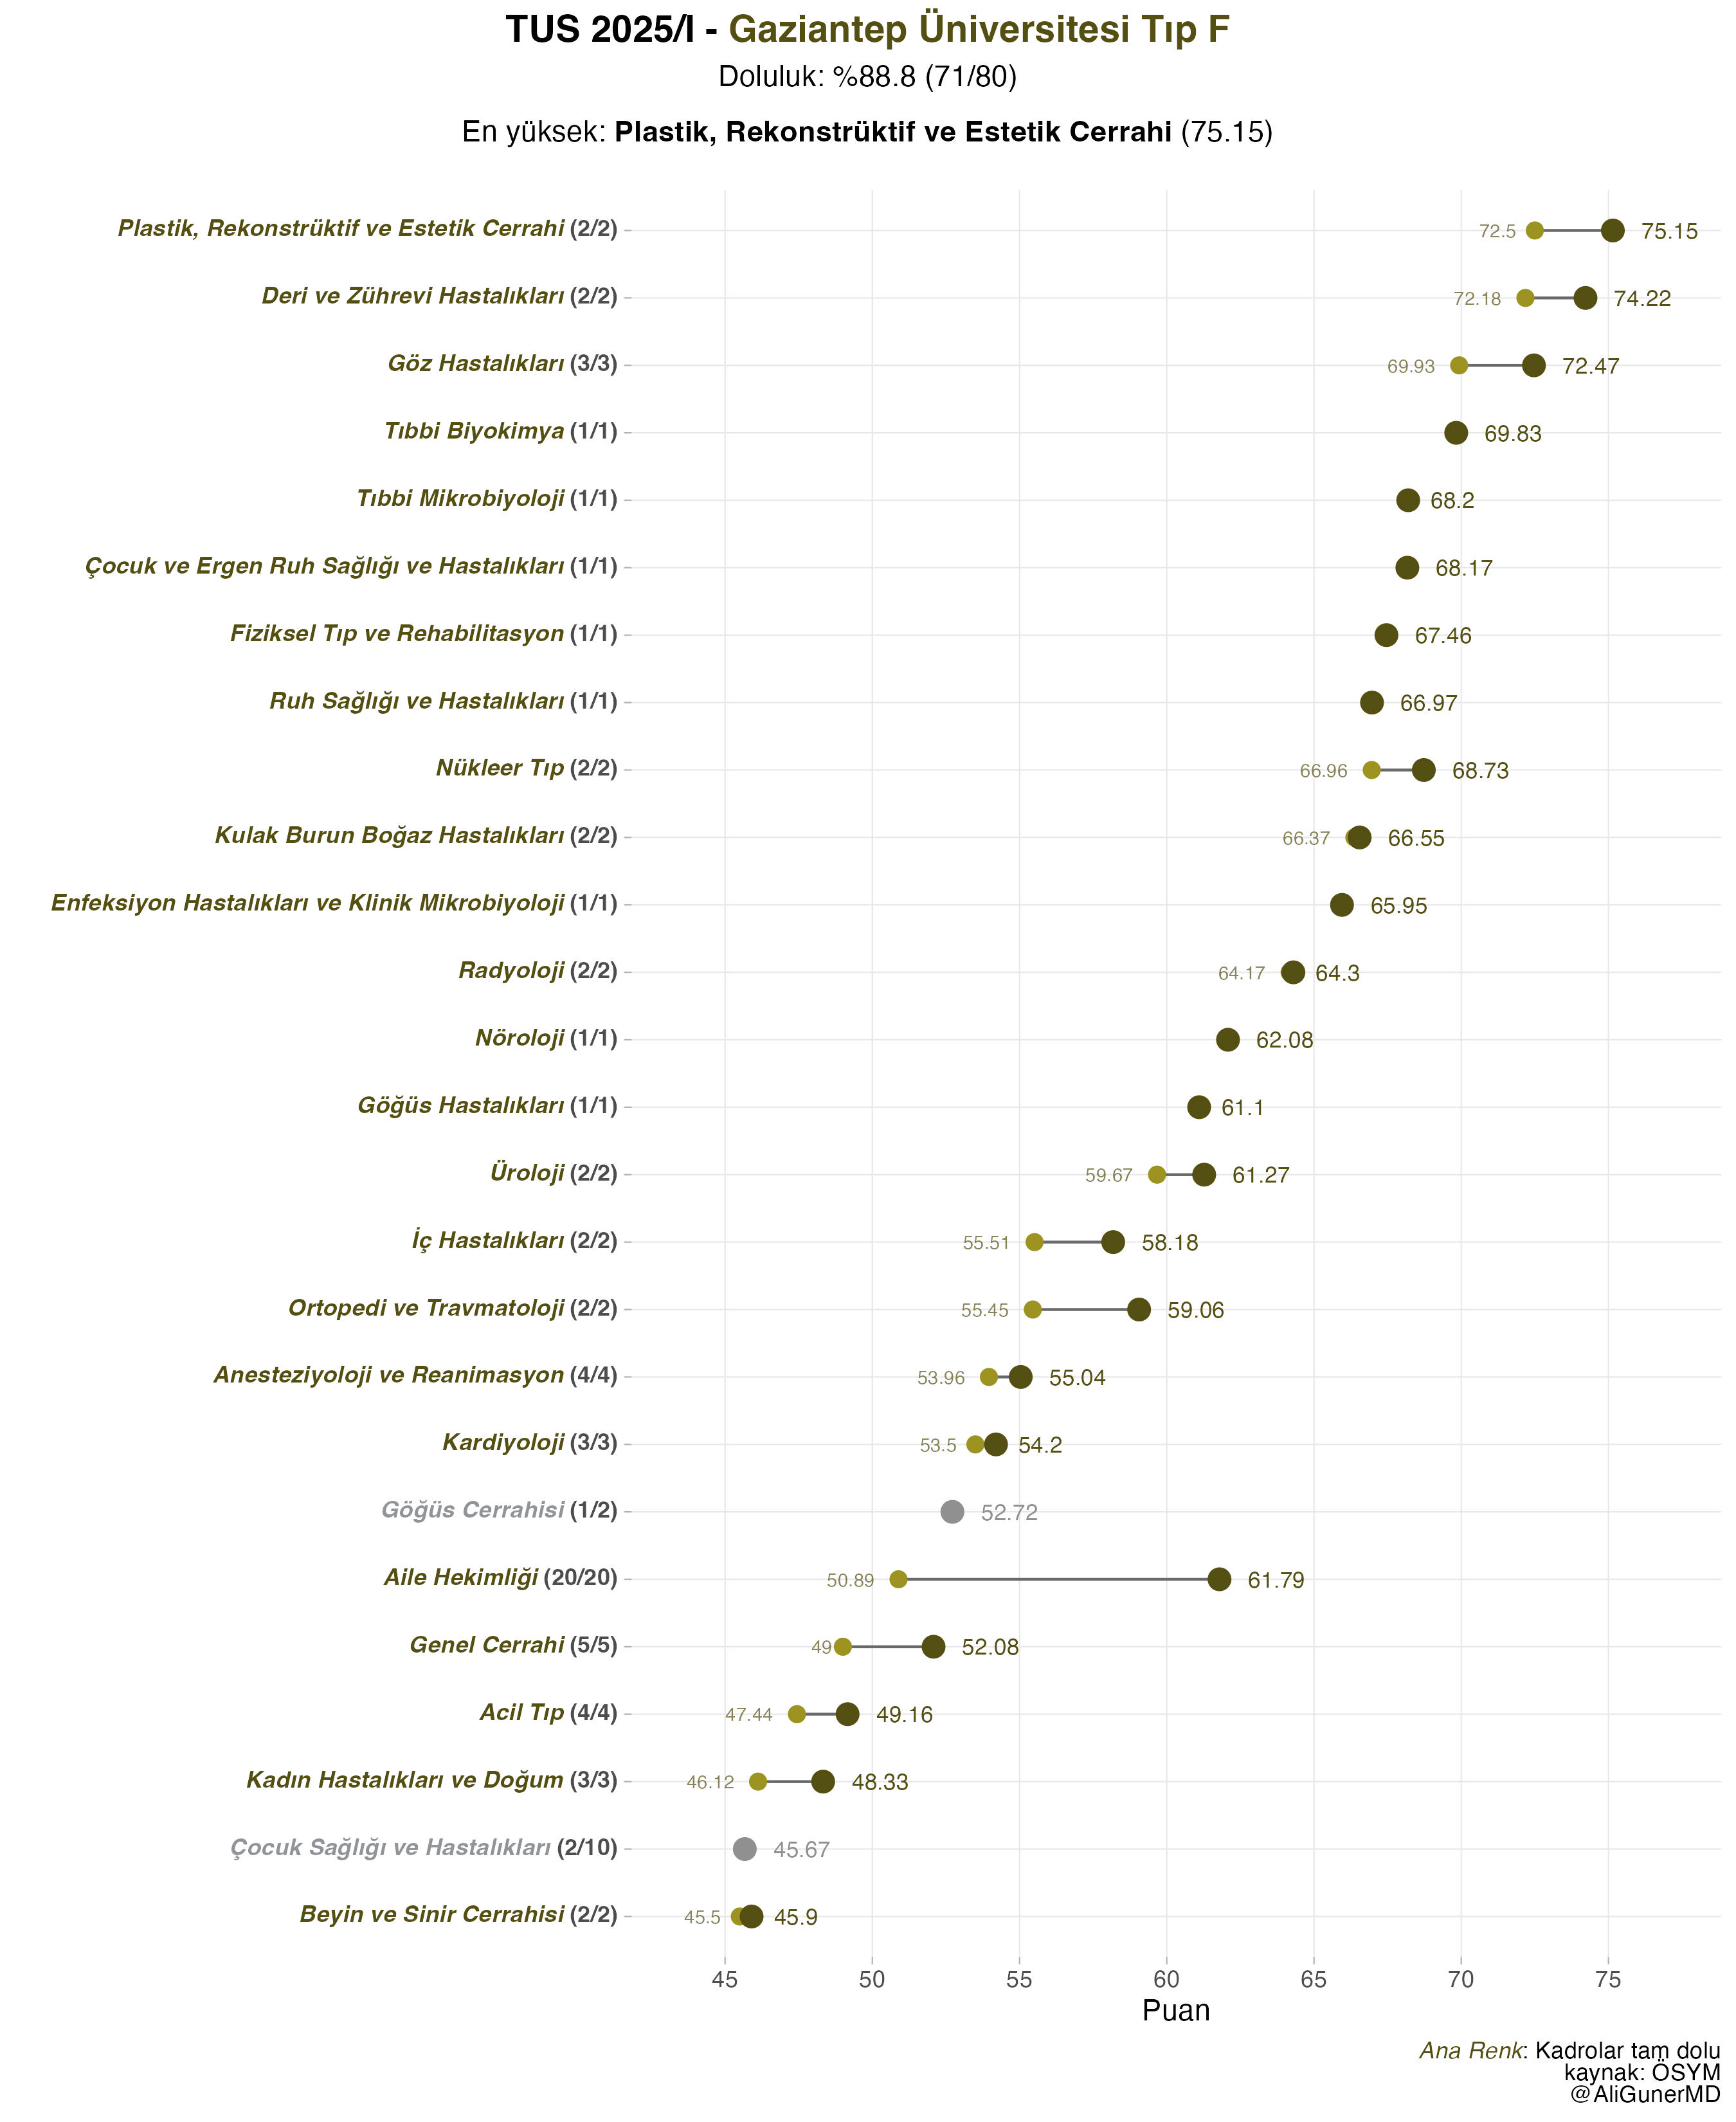 TUS 2025/I - Gaziantep Üniversitesi Tıp F
Doluluk: %88.8 (71/80)
En yüksek: Plastik, Rekonstrüktif ve Estetik Cerrahi (75.15)
Plastik, Rekonstrüktif ve Estetik Cerrahi (2/2) 72.5 75.15
Deri ve Zührevi Hastalıkları (2/2) 72.18 74.22
Göz Hastalıkları (3/3) 69.93 72.47
Tıbbi Biyokimya (1/1) 69.83
Tıbbi Mikrobiyoloji (1/1) 68.2
Çocuk ve Ergen Ruh Sağlığı ve Hastalıkları (1/1) 68.17
Fiziksel Tıp ve Rehabilitasyon (1/1) 67.46
Ruh Sağlığı ve Hastalıkları (1/1) 66.97
Nükleer Tıp (2/2) 66.96 68.73
Kulak Burun Boğaz Hastalıkları (2/2) 66.37 66.55
Enfeksiyon Hastalıkları ve Klinik Mikrobiyoloji (1/1) 65.95
Radyoloji (2/2) 64.17 64.3
Nöroloji (1/1) 62.08
Göğüs Hastalıkları (1/1) 61.1
Üroloji (2/2) 59.67 61.27
İç Hastalıkları (2/2) 55.51 58.18
Ortopedi ve Travmatoloji (2/2) 55.45 59.06
Anesteziyoloji ve Reanimasyon (4/4) 53.96 55.04
Kardiyoloji (3/3) 53.5 54.2
Göğüs Cerrahisi (1/2) 52.72
Aile Hekimliği (20/20) 50.89 61.79
Genel Cerrahi (5/5) 49 52.08
Acil Tıp (4/4) 47.44 49.16
Kadın Hastalıkları ve Doğum (3/3) 46.12 48.33
Çocuk Sağlığı ve Hastalıkları (2/10) 45.67
Beyin ve Sinir Cerrahisi (2/2) 45.5 45.9
45 50 55 60 65 70 75
Puan
Ana Renk: Kadrolar tam dolu
kaynak: ÖSYM
@AliGunerMD